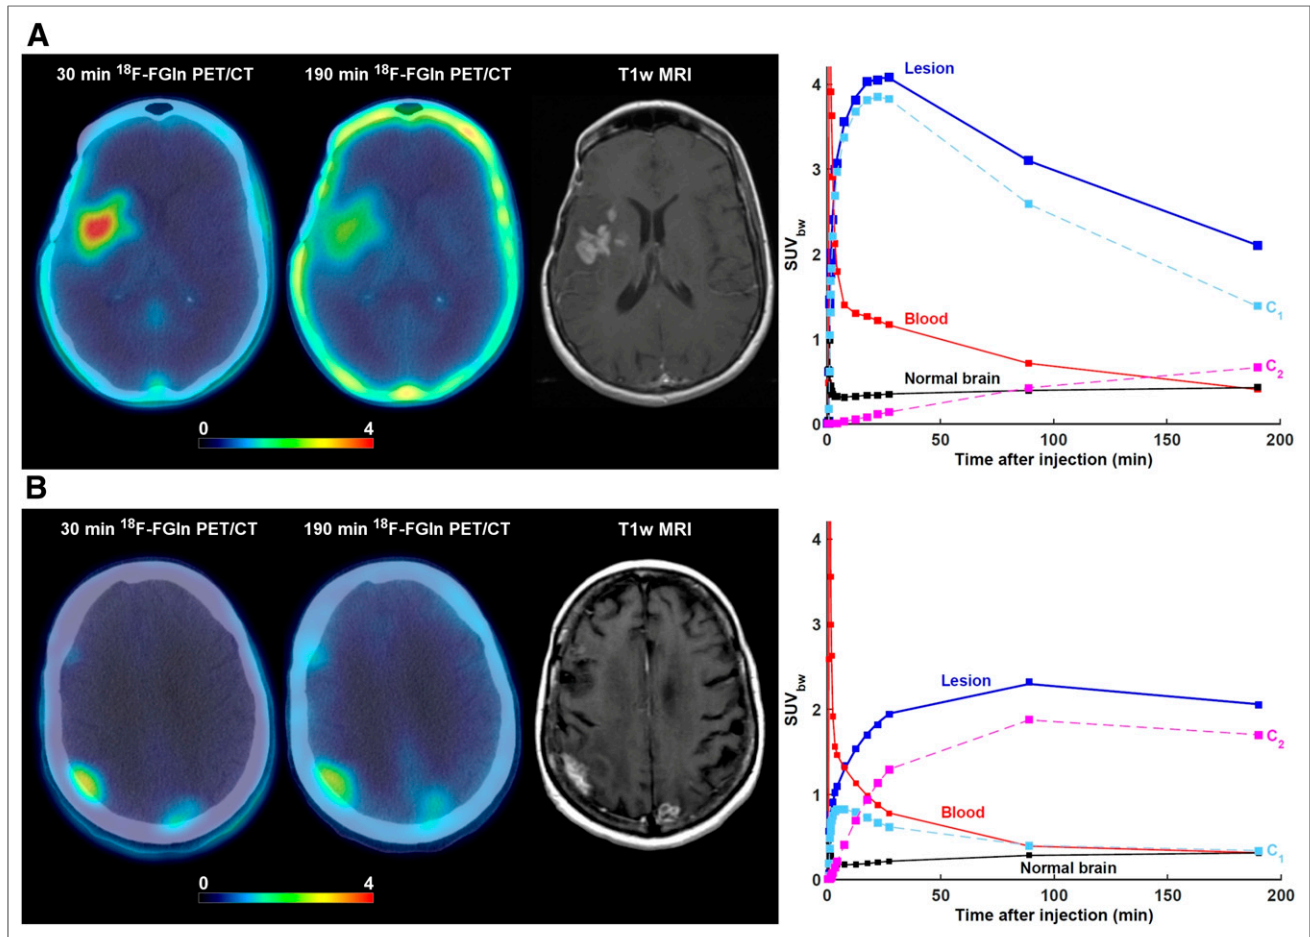 A
30 min ¹⁸F-FGln PET/CT
190 min ¹⁸F-FGln PET/CT
T1w MRI
0
4
4
3
2
1
0
SUVbw
Lesion
Blood
Normal brain
C₁
C₂
0
50
100
150
200
Time after injection (min)
B
30 min ¹⁸F-FGln PET/CT
190 min ¹⁸F-FGln PET/CT
T1w MRI
0
4
4
3
2
1
0
SUVbw
Lesion
C₂
Blood
C₁
Normal brain
0
50
100
150
200
Time after injection (min)